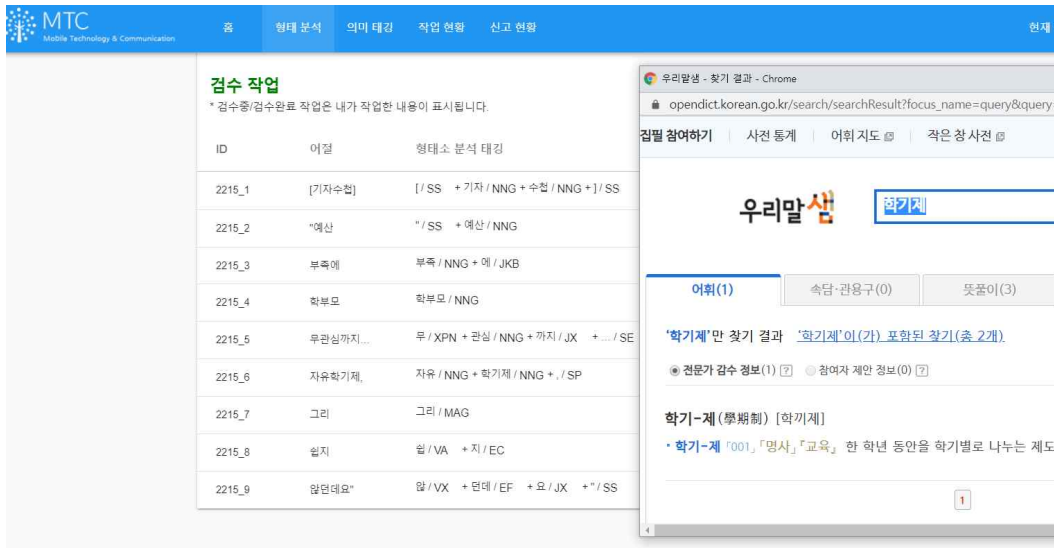 MTC
Mobile Technology & Communication
홈 형태 분석 의미 태깅 작업 현황 신고 현황 현재
검수 작업
* 검수중/검수완료 작업은 내가 작업한 내용이 표시됩니다.
ID 어절 형태소 분석 태깅
2215_1 [기자수첩] [ / SS + 기자 / NNG + 수첩 / NNG + ] / SS
2215_2 "예산 " / SS + 예산 / NNG
2215_3 부족에 부족 / NNG + 에 / JKB
2215_4 학부모 학부모 / NNG
2215_5 무관심까지... 무 / XPN + 관심 / NNG + 까지 / JX + ... / SE
2215_6 자유학기제, 자유 / NNG + 학기제 / NNG + , / SP
2215_7 그리 그리 / MAG
2215_8 쉽지 쉽 / VA + 지 / EC
2215_9 않던데요" 않 / VX + 던데 / EF + 요 / JX + " / SS
우리말샘 - 찾기 결과 - Chrome
opendict.korean.go.kr/search/searchResult?focus_name=query&query=
집필 참여하기 사전 통계 어휘 지도 작은 창 사전
우리말샘 학기제
어휘(1) 속담·관용구(0) 뜻풀이(3)
'학기제'만 찾기 결과 '학기제'이(가) 포함된 찾기(총 2개)
전문가 감수 정보(1) ? 참여자 제안 정보(0) ?
학기-제(學期制) [학끼제]
· 학기-제 「001」 「명사」 『교육』 한 학년 동안을 학기별로 나누는 제도
1